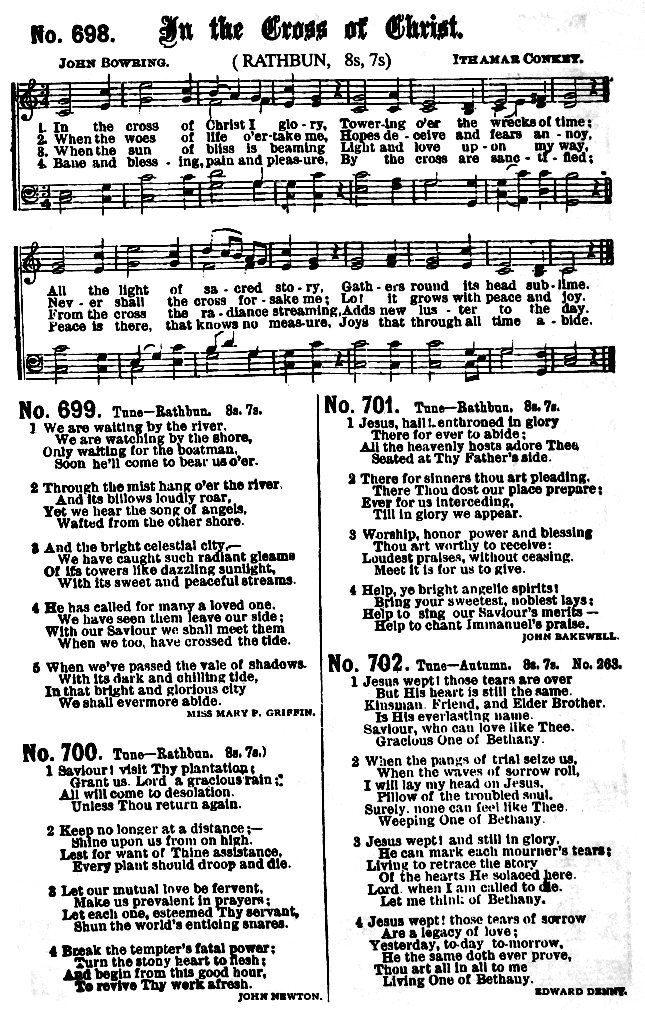 No. 698. In the Cross of Christ.
JOHN BOWRING. (RATHBUN, 8s, 7s) ITHAMAR CONKEY.
1. In the cross of Christ I glo-ry, Tower-ing o'er the wrecks of time;
2. When the woes of life o'er-take me, Hopes de-ceive and fears an-noy,
3. When the sun of bliss is beaming Light and love up-on my way,
4. Bane and bless-ing, pain and pleas-ure, By the cross are sanc-ti-fied;
All the light of sa-cred sto-ry, Gath-ers round its head sub-lime.
Nev-er shall the cross for-sake me; Lo! it grows with peace and joy.
From the cross the ra-diance streaming, Adds new lus-ter to the day.
Peace is there, that knows no meas-ure, Joys that through all time a-bide.
No. 699. Tune—Rathbun. 8s, 7s.
1 We are waiting by the river,
We are watching by the shore,
Only waiting for the boatman,
Soon he'll come to bear us o'er.
2 Through the mist hang o'er the river,
And its billows loudly roar,
Yet we hear the song of angels,
Wafted from the other shore.
3 And the bright celestial city,—
We have caught such radiant gleams
Of its towers like dazzling sunlight,
With its sweet and peaceful streams.
4 He has called for many a loved one,
We have seen them leave our side;
With our Saviour we shall meet them
When we too, have crossed the tide.
5 When we've passed the vale of shadows,
With its dark and chilling tide,
In that bright and glorious city
We shall evermore abide.
MISS MARY P. GRIFFIN.
No. 700. Tune—Rathbun. 8s, 7s,)
1 Saviour! visit Thy plantation;
Grant us, Lord a gracious rain;
All will come to desolation,
Unless Thou return again.
2 Keep no longer at a distance;—
Shine upon us from on high,
Lest for want of Thine assistance,
Every plant should droop and die.
3 Let our mutual love be fervent,
Make us prevalent in prayers;
Let each one, esteemed Thy servant,
Shun the world's enticing snares.
4 Break the tempter's fatal power;
Turn the stony heart to flesh;
And begin from this good hour,
To revive Thy work afresh.
JOHN NEWTON.
No. 701. Tune—Rathbun. 8s, 7s.
1 Jesus, hail! enthroned in glory
There for ever to abide;
All the heavenly hosts adore Thee
Seated at Thy Father's side.
2 There for sinners thou art pleading,
There Thou dost our place prepare;
Ever for us interceding,
Till in glory we appear.
3 Worship, honor power and blessing
Thou art worthy to receive;
Loudest praises, without ceasing,
Meet it is for us to give.
4 Help, ye bright angelic spirits!
Bring your sweetest, noblest lays;
Help to sing our Saviour's merits—
Help to chant Immanuel's praise.
JOHN BAKEWELL.
No. 702. Tune—Autumn. 8s, 7s. No. 263.
1 Jesus wept! those tears are over
But His heart is still the same,
Kinsman, Friend, and Elder Brother,
Is His everlasting name.
Saviour, who can love like Thee,
Gracious One of Bethany.
2 When the pangs of trial seize us,
When the waves of sorrow roll,
I will lay my head on Jesus,
Pillow of the troubled soul.
Surely, none can feel like Thee,
Weeping One of Bethany.
3 Jesus wept! and still in glory,
He can mark each mourner's tears;
Living to retrace the story
Of the hearts He solaced here.
Lord, when I am called to die,
Let me think of Bethany.
4 Jesus wept! those tears of sorrow
Are a legacy of love;
Yesterday, to-day to-morrow,
He the same doth ever prove,
Thou art all in all to me
Living One of Bethany.
EDWARD DENNY.